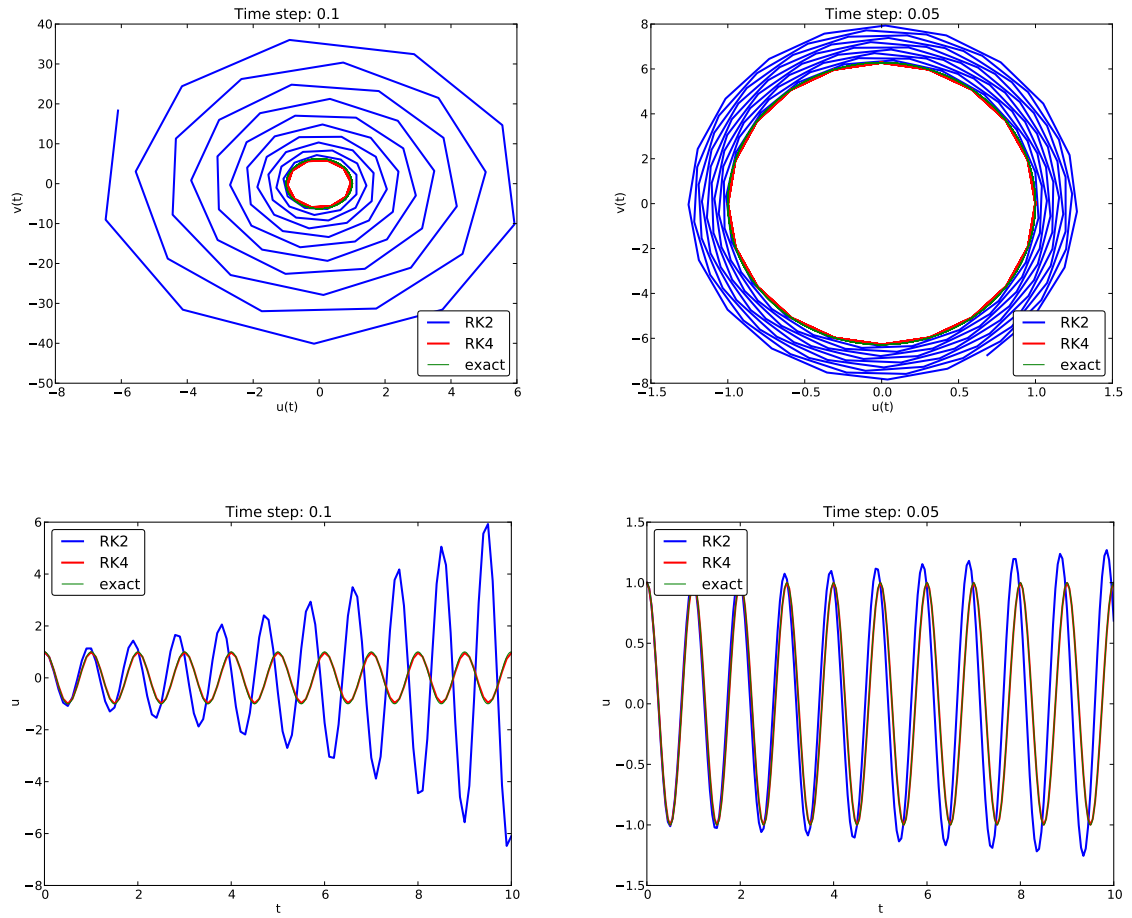 Time step: 0.1
40
30
20
10
0
−10
−20
−30
−40
−50
v(t)
RK2
RK4
exact
−8 −6 −4 −2 0 2 4 6
u(t)
Time step: 0.05
8
6
4
2
0
−2
−4
−6
−8
v(t)
RK2
RK4
exact
−1.5 −1.0 −0.5 0.0 0.5 1.0 1.5
u(t)
Time step: 0.1
6
4
2
0
−2
−4
−6
−8
u
RK2
RK4
exact
0 2 4 6 8 10
t
Time step: 0.05
1.5
1.0
0.5
0.0
−0.5
−1.0
−1.5
u
RK2
RK4
exact
0 2 4 6 8 10
t